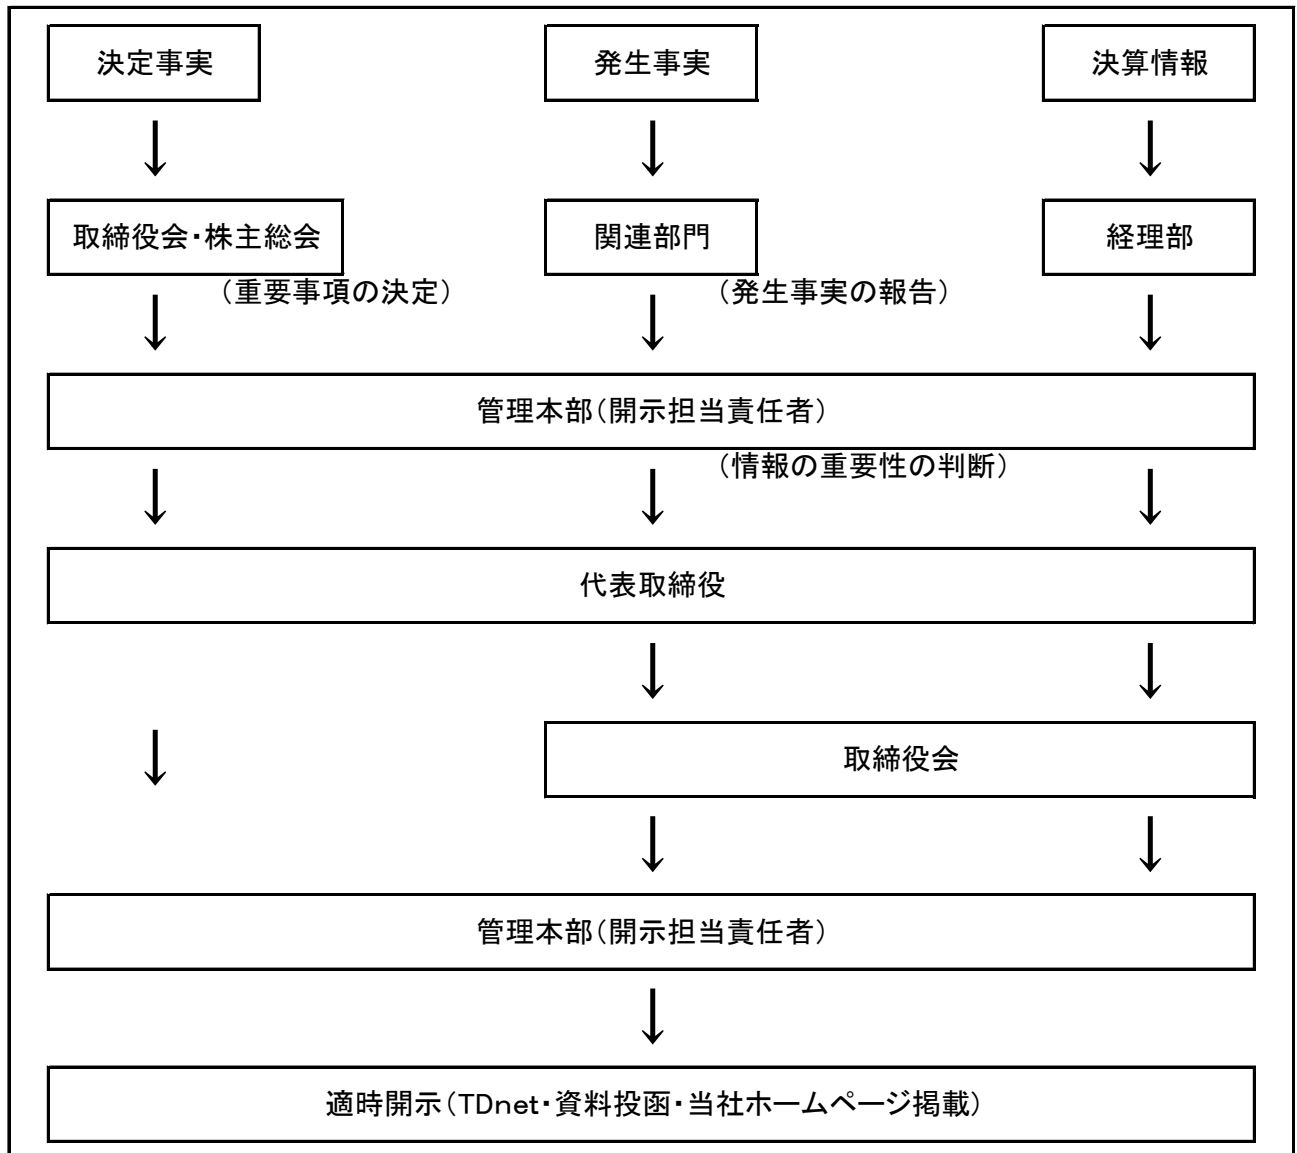 決定事実
発生事実
決算情報
取締役会・株主総会
関連部門
経理部
（重要事項の決定）
（発生事実の報告）
管理本部（開示担当責任者）
（情報の重要性の判断）
代表取締役
取締役会
管理本部（開示担当責任者）
適時開示（TDnet・資料投函・当社ホームページ掲載）